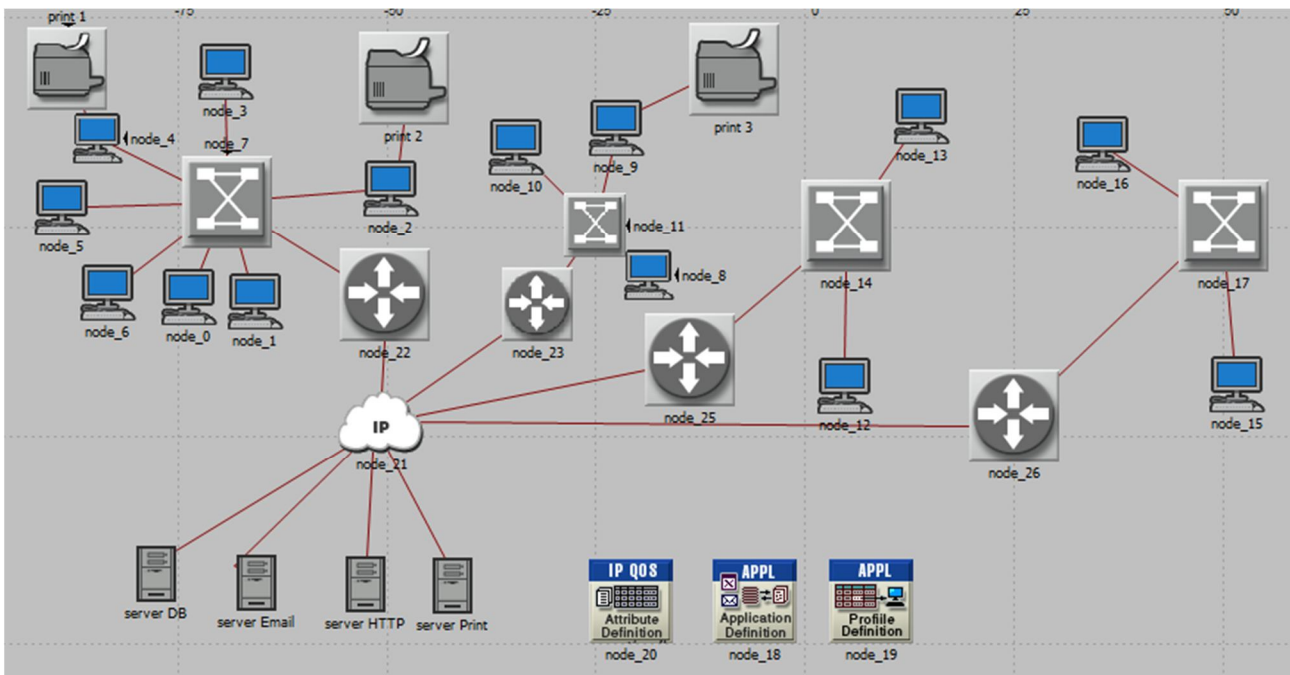 -75
-50
-25
0
25
50
print 1
node_3
node_4
node_7
print 2
node_9
print 3
node_13
node_10
node_16
node_5
node_2
node_11
node_8
node_14
node_17
node_6
node_0
node_1
node_22
node_23
node_25
node_12
node_15
IP
node_21
node_26
server DB
server Email
server HTTP
server Print
IP QOS
Attribute
Definition
node_20
APPL
Application
Definition
node_18
APPL
Profile
Definition
node_19